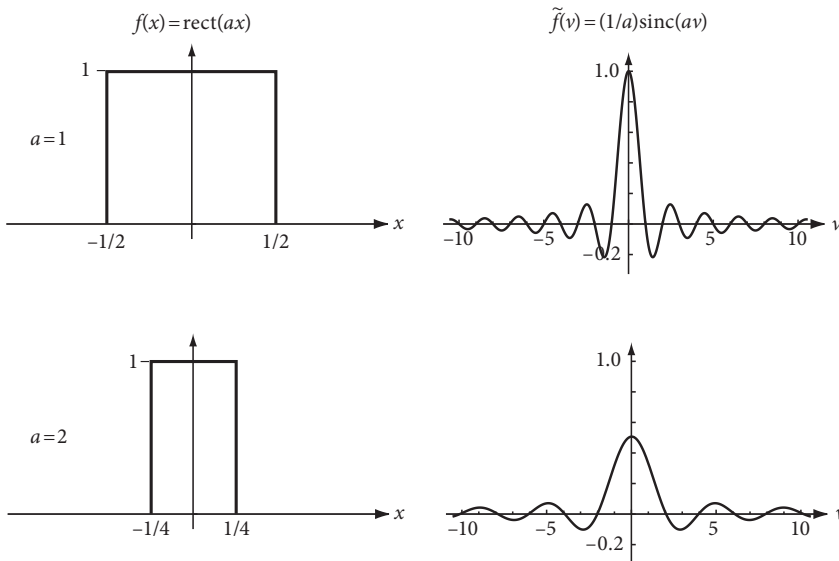 f(x)=rect(ax)
f̃(ν)=(1/a)sinc(aν)
1
a=1
–1/2
1/2
x
1.0
–10
–5
5
10
–0.2
ν
1
a=2
–1/4
1/4
x
1.0
–10
–5
5
10
–0.2
ν